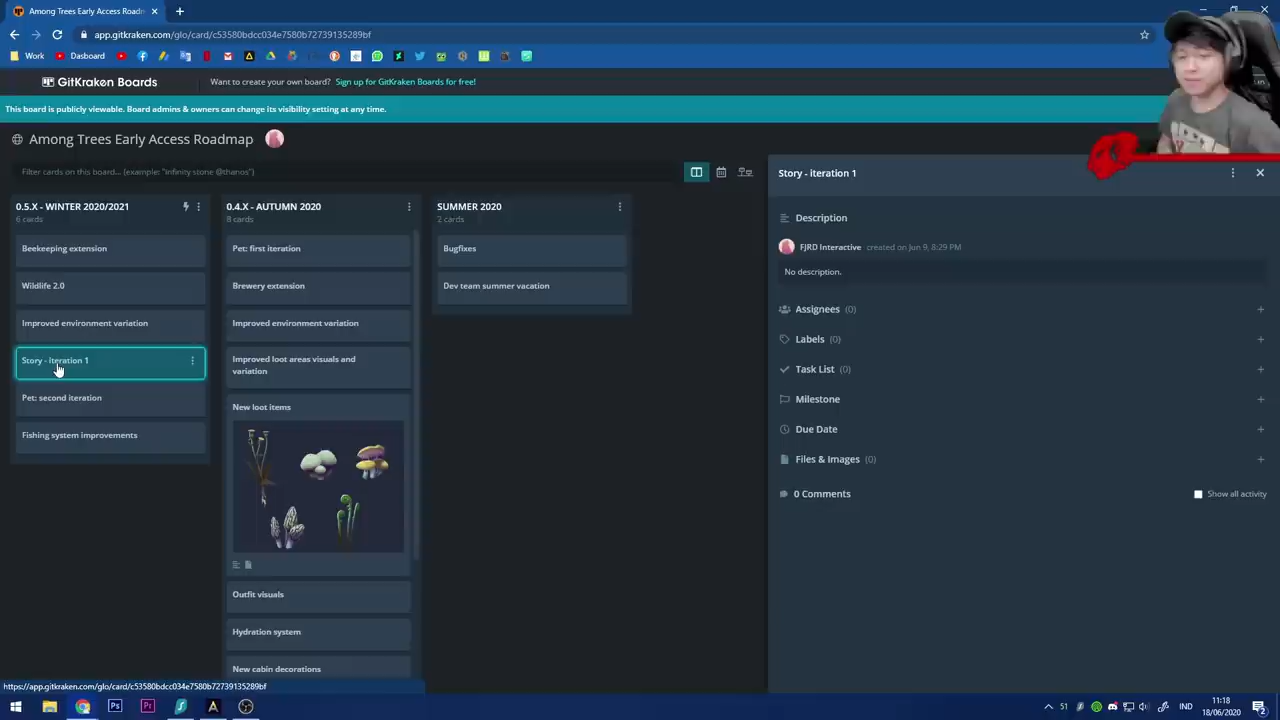 Among Trees Early Access Roadm
app.gitkraken.com/glo/card/c53580bdcc034e7580b72739135289bf
Work
Dasboard
GitKraken Boards
Want to create your own board? Sign up for GitKraken Boards for free!
This board is publicly viewable. Board admins & owners can change its visibility setting at any time.
Among Trees Early Access Roadmap
Filter cards on this board... (example: "infinity stone @thanos")
0.5.X - WINTER 2020/2021
6 cards
Beekeeping extension
Wildlife 2.0
Improved environment variation
Story - iteration 1
Pet: second iteration
Fishing system improvements
0.4.X - AUTUMN 2020
8 cards
Pet: first iteration
Brewery extension
Improved environment variation
Improved loot areas visuals and
variation
New loot items
Outfit visuals
Hydration system
New cabin decorations
SUMMER 2020
2 cards
Bugfixes
Dev team summer vacation
Story - iteration 1
Description
FJRD Interactive created on Jun 9, 8:29 PM
No description.
Assignees (0)
Labels (0)
Task List (0)
Milestone
Due Date
Files & Images (0)
0 Comments
Show all activity
https://app.gitkraken.com/glo/card/c53580bdcc034e7580b72739135289bf
51
IND
11:18
18/06/2020
2